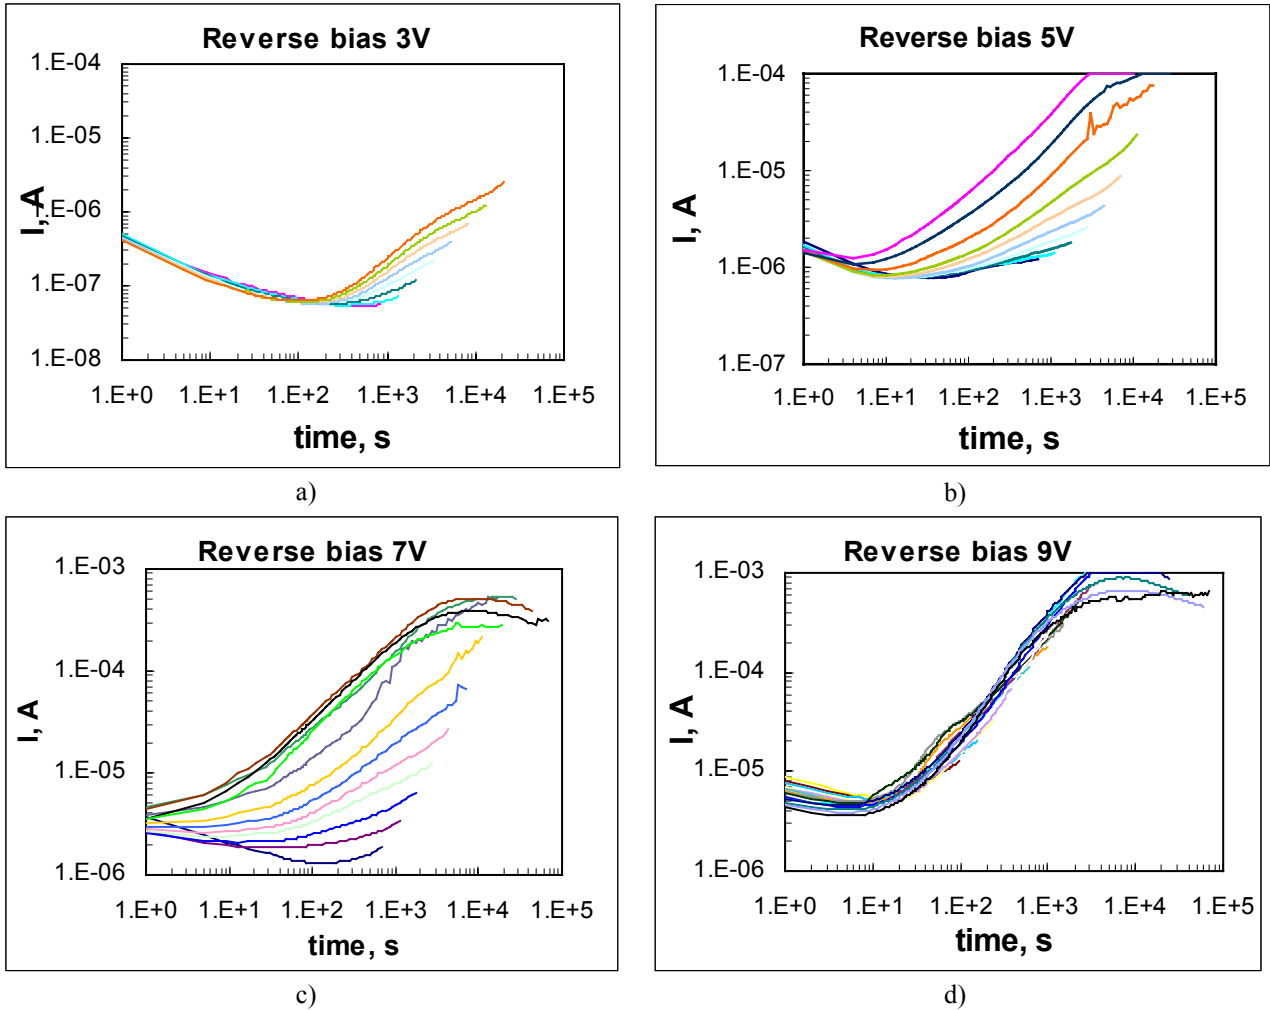 Reverse bias 3V
1.E-04
1.E-05
1.E-06
1.E-07
1.E-08
I, A
1.E+0 1.E+1 1.E+2 1.E+3 1.E+4 1.E+5
time, s
a)
Reverse bias 5V
1.E-04
1.E-05
1.E-06
1.E-07
I, A
1.E+0 1.E+1 1.E+2 1.E+3 1.E+4 1.E+5
time, s
b)
Reverse bias 7V
1.E-03
1.E-04
1.E-05
1.E-06
I, A
1.E+0 1.E+1 1.E+2 1.E+3 1.E+4 1.E+5
time, s
c)
Reverse bias 9V
1.E-03
1.E-04
1.E-05
1.E-06
I, A
1.E+0 1.E+1 1.E+2 1.E+3 1.E+4 1.E+5
time, s
d)